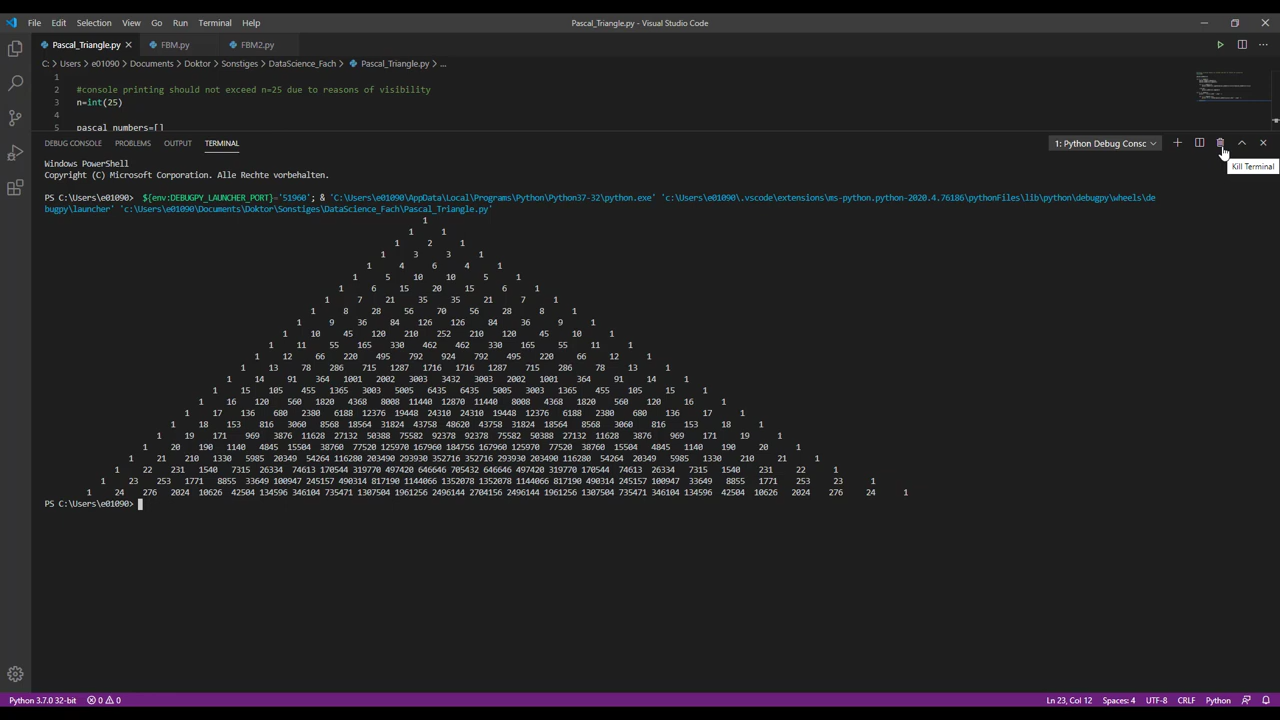 File Edit Selection View Go Run Terminal Help Pascal_Triangle.py - Visual Studio Code
Pascal_Triangle.py FBM.py FBM2.py
C: > Users > e01090 > Documents > Doktor > Sonstiges > DataScience_Fach > Pascal_Triangle.py > ...
1
2 #console printing should not exceed n=25 due to reasons of visibility
3 n=int(25)
4
5 pascal_numbers=[]
DEBUG CONSOLE PROBLEMS OUTPUT TERMINAL 1: Python Debug Consc
Kill Terminal
Windows PowerShell
Copyright (C) Microsoft Corporation. Alle Rechte vorbehalten.
PS C:\Users\e01090> ${env:DEBUGPY_LAUNCHER_PORT}='51960'; & 'C:\Users\e01090\AppData\Local\Programs\Python\Python37-32\python.exe' 'c:\Users\e01090\.vscode\extensions\ms-python.python-2020.4.76186\pythonFiles\lib\python\debugpy\wheels\de
bugpy\launcher' 'c:\Users\e01090\Documents\Doktor\Sonstiges\DataScience_Fach\Pascal_Triangle.py'
1
1 1
1 2 1
1 3 3 1
1 4 6 4 1
1 5 10 10 5 1
1 6 15 20 15 6 1
1 7 21 35 35 21 7 1
1 8 28 56 70 56 28 8 1
1 9 36 84 126 126 84 36 9 1
1 10 45 120 210 252 210 120 45 10 1
1 11 55 165 330 462 462 330 165 55 11 1
1 12 66 220 495 792 924 792 495 220 66 12 1
1 13 78 286 715 1287 1716 1716 1287 715 286 78 13 1
1 14 91 364 1001 2002 3003 3432 3003 2002 1001 364 91 14 1
1 15 105 455 1365 3003 5005 6435 6435 5005 3003 1365 455 105 15 1
1 16 120 560 1820 4368 8008 11440 12870 11440 8008 4368 1820 560 120 16 1
1 17 136 680 2380 6188 12376 19448 24310 24310 19448 12376 6188 2380 680 136 17 1
1 18 153 816 3060 8568 18564 31824 43758 48620 43758 31824 18564 8568 3060 816 153 18 1
1 19 171 969 3876 11628 27132 50388 75582 92378 92378 75582 50388 27132 11628 3876 969 171 19 1
1 20 190 1140 4845 15504 38760 77520 125970 167960 184756 167960 125970 77520 38760 15504 4845 1140 190 20 1
1 21 210 1330 5985 20349 54264 116280 203490 293930 352716 352716 293930 203490 116280 54264 20349 5985 1330 210 21 1
1 22 231 1540 7315 26334 74613 170544 319770 497420 646646 705432 646646 497420 319770 170544 74613 26334 7315 1540 231 22 1
1 23 253 1771 8855 33649 100947 245157 490314 817190 1144066 1352078 1352078 1144066 817190 490314 245157 100947 33649 8855 1771 253 23 1
1 24 276 2024 10626 42504 134596 346104 735471 1307504 1961256 2496144 2704156 2496144 1961256 1307504 735471 346104 134596 42504 10626 2024 276 24 1
PS C:\Users\e01090>
Python 3.7.0 32-bit 0 0 Ln 23, Col 12 Spaces: 4 UTF-8 CRLF Python